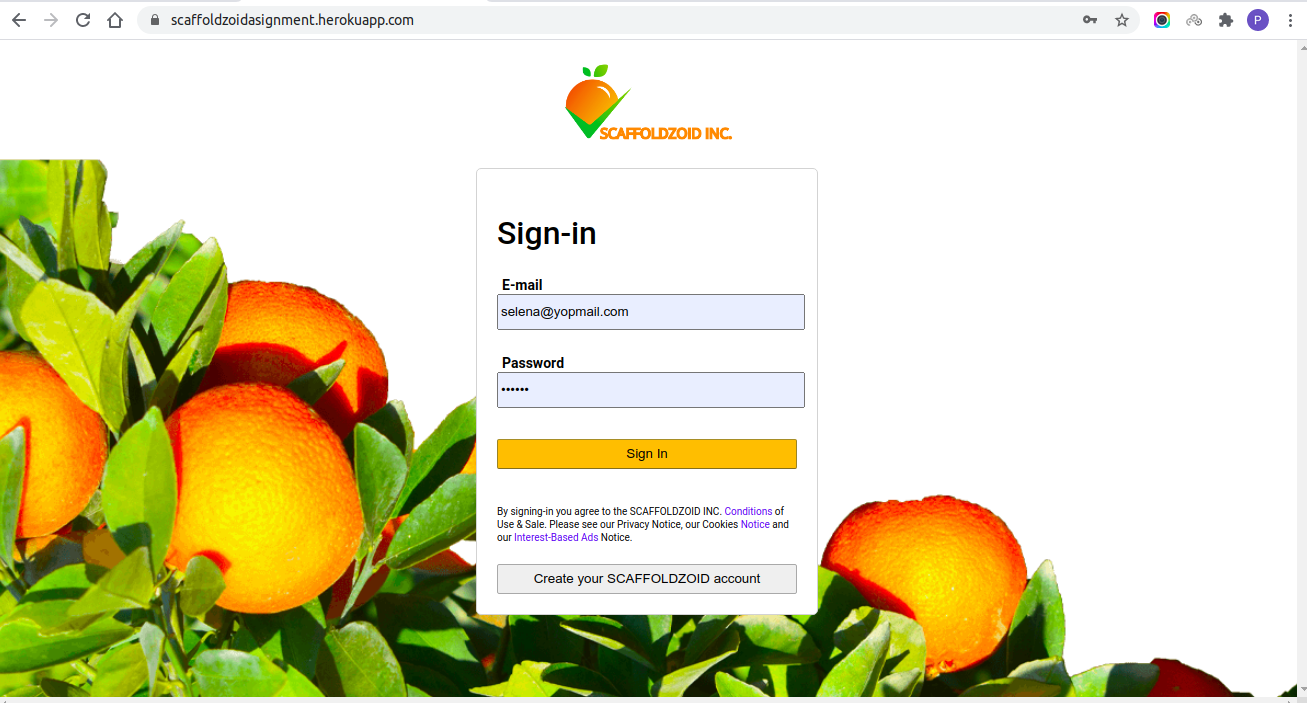 scaffoldzoidasignment.herokuapp.com
P
SCAFFOLDZOID INC.
Sign-in
E-mail
selena@yopmail.com
Password
••••••
Sign In
By signing-in you agree to the SCAFFOLDZOID INC. Conditions of
Use & Sale. Please see our Privacy Notice, our Cookies Notice and
our Interest-Based Ads Notice.
Create your SCAFFOLDZOID account